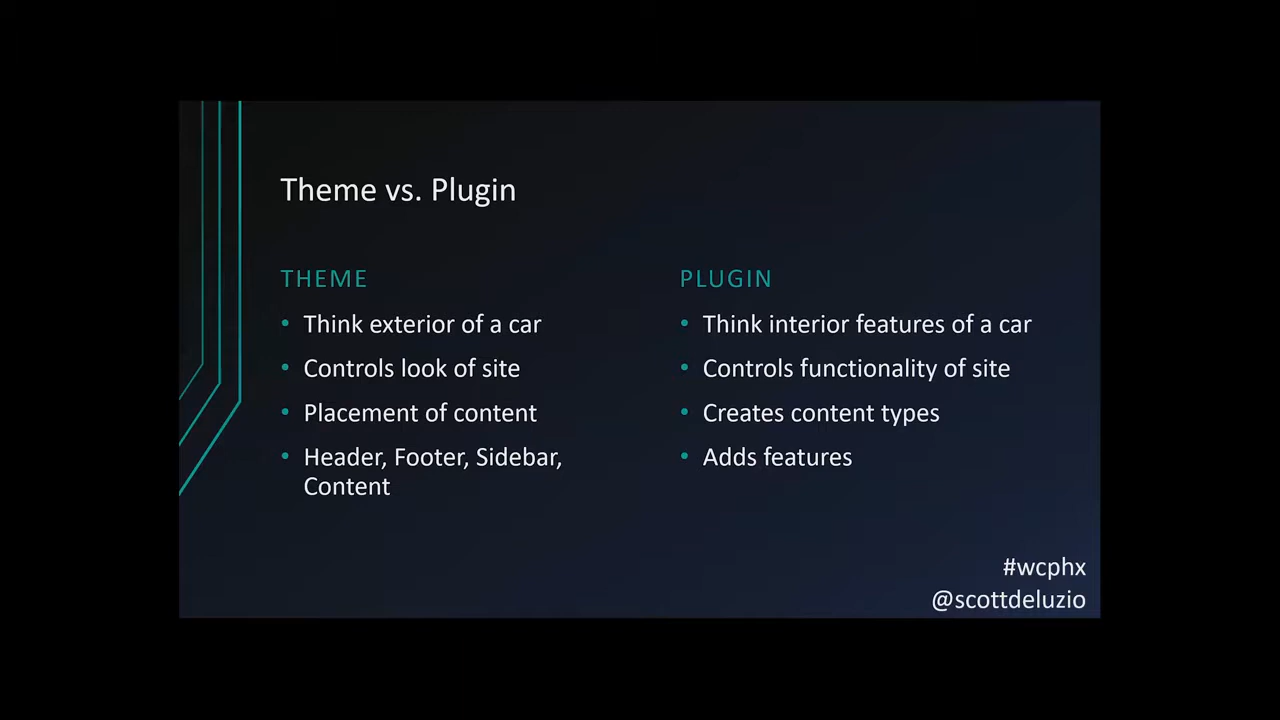 Theme vs. Plugin
THEME
• Think exterior of a car
• Controls look of site
• Placement of content
• Header, Footer, Sidebar,
Content
PLUGIN
• Think interior features of a car
• Controls functionality of site
• Creates content types
• Adds features
#wcphx
@scottdeluzio